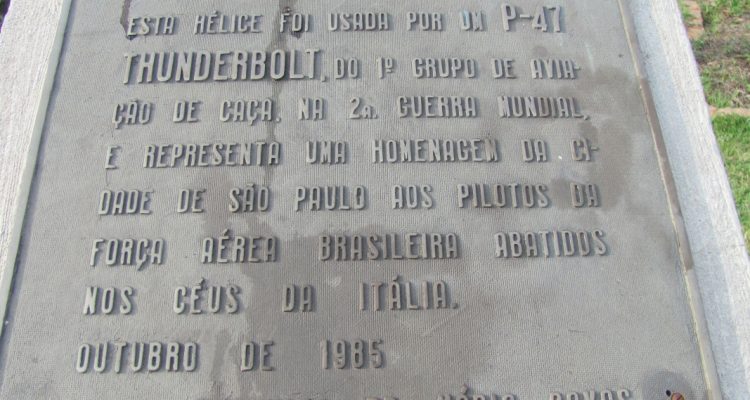 ESTA HÉLICE FOI USADA POR UM P-47
THUNDERBOLT, DO 1º GRUPO DE AVIA-
ÇÃO DE CAÇA, NA 2a. GUERRA MUNDIAL,
E REPRESENTA UMA HOMENAGEM DA CI-
DADE DE SÃO PAULO AOS PILOTOS DA
FORÇA AÉREA BRASILEIRA ABATIDOS
NOS CÉUS DA ITÁLIA.
OUTUBRO DE 1985